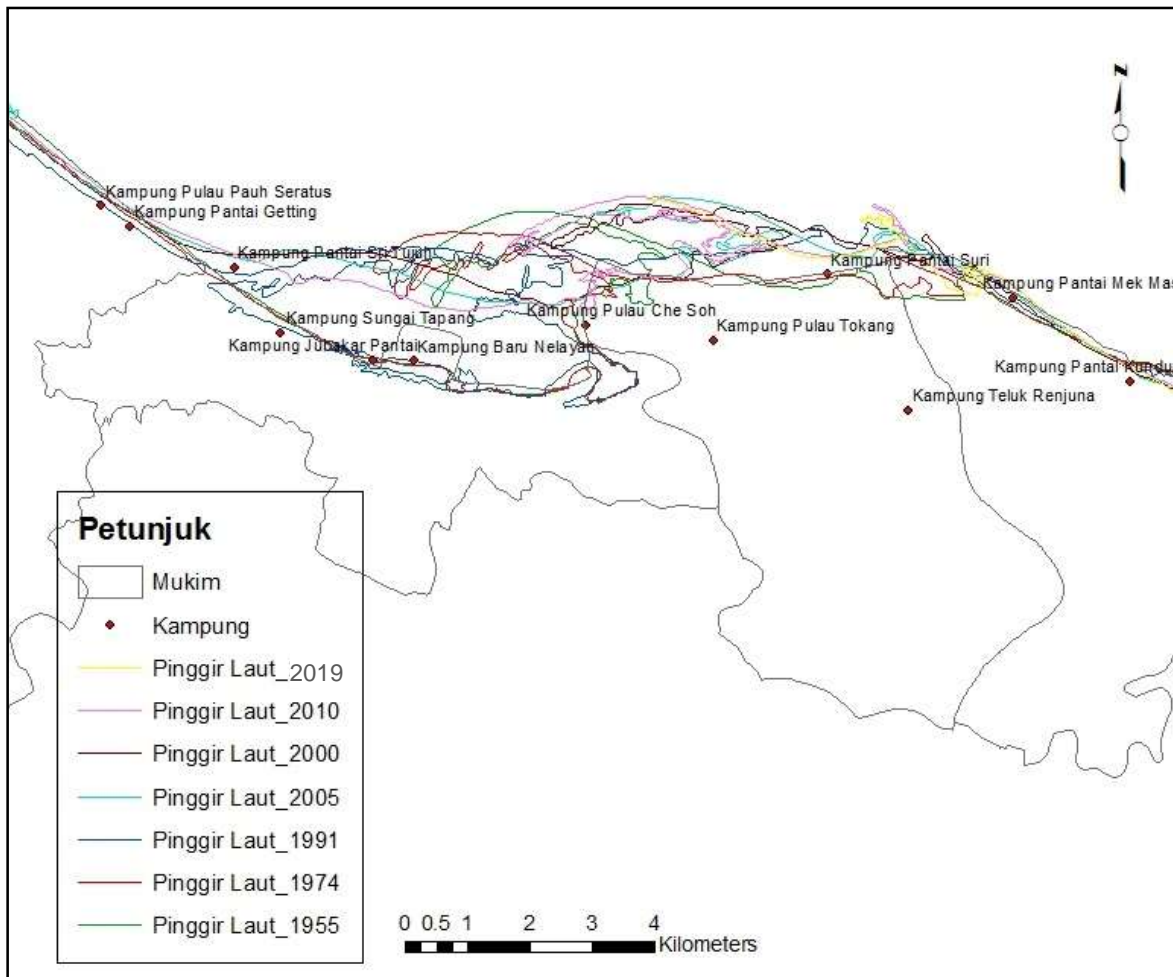 z
Kampung Pulau Pauh Seratus
Kampung Pantai Getting
Kampung Pantai Sri Tujuh
Kampung Pantai Suri
Kampung Pantai Mek Mas
Kampung Sungai Tapang
Kampung Pulau Che Soh
Kampung Pulau Tokang
Kampung Jubakar Pantai
Kampung Baru Nelayan
Kampung Pantai Kundu
Kampung Teluk Renjuna
Petunjuk
Mukim
Kampung
Pinggir Laut_2019
Pinggir Laut_2010
Pinggir Laut_2000
Pinggir Laut_2005
Pinggir Laut_1991
Pinggir Laut_1974
Pinggir Laut_1955
0 0.5 1 2 3 4
Kilometers